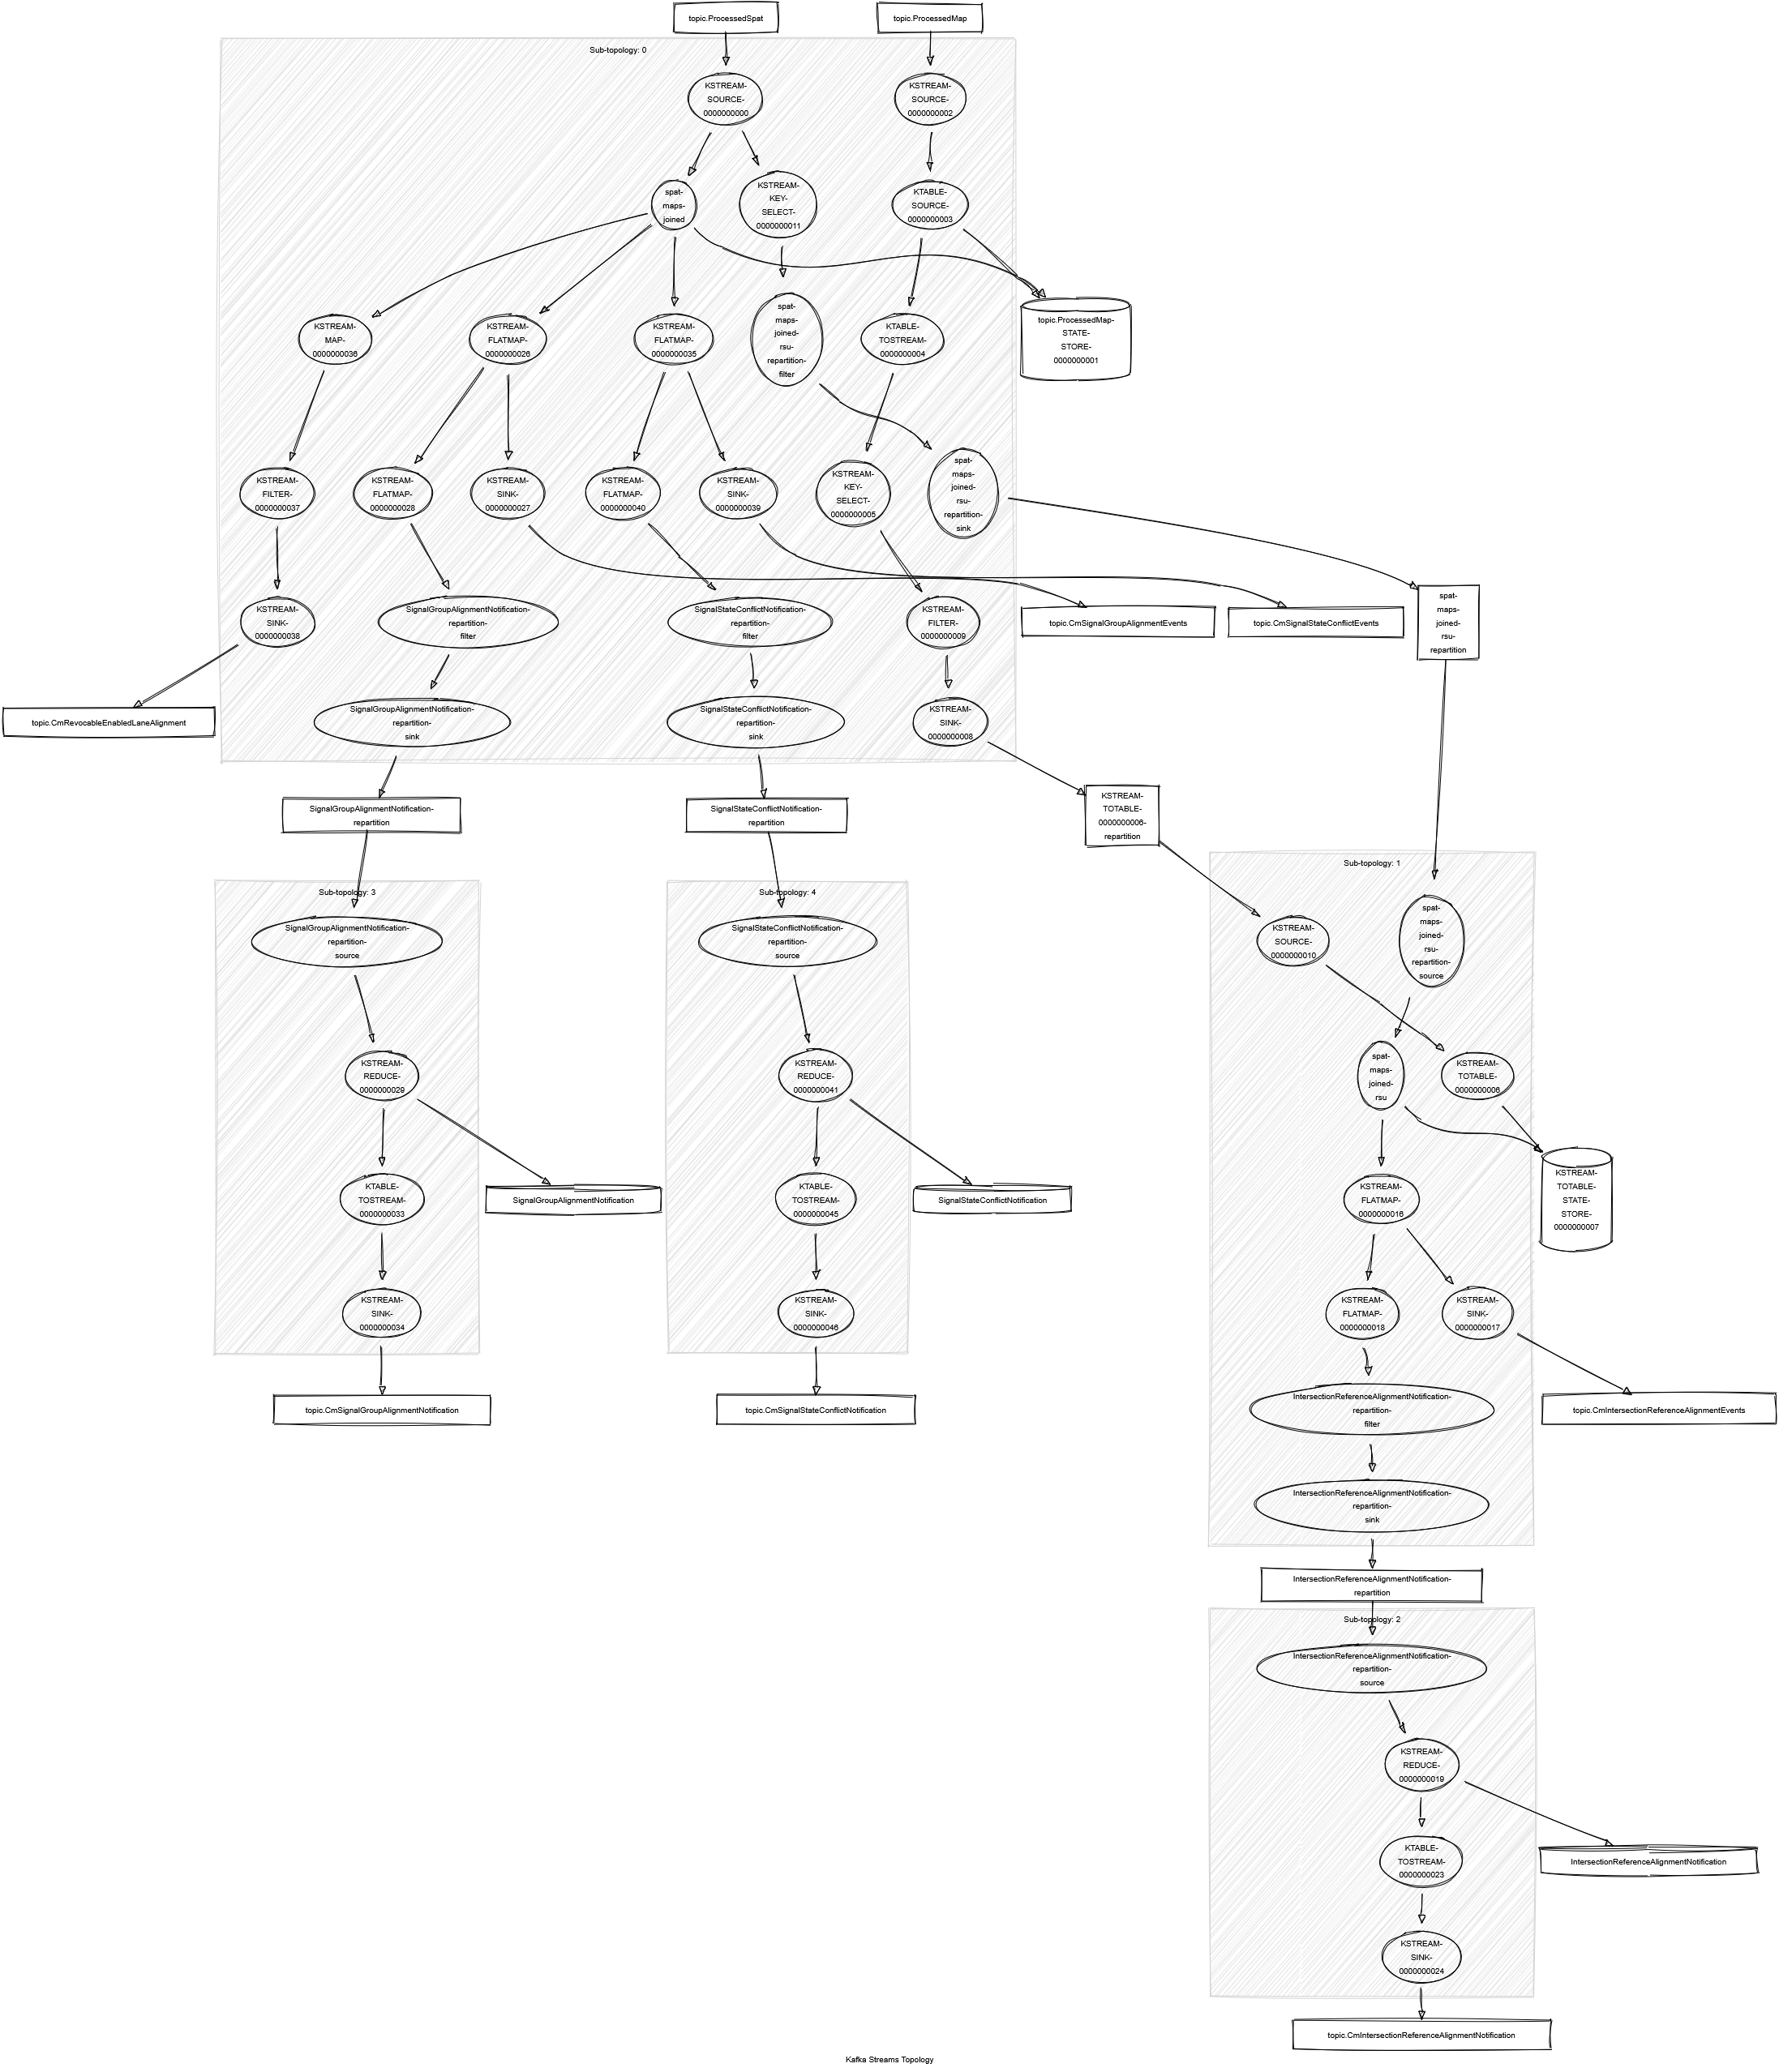 topic.ProcessedSpat
topic.ProcessedMap
Sub-topology: 0
KSTREAM-
SOURCE-
0000000000
KSTREAM-
SOURCE-
0000000002
spat-
maps-
joined
KSTREAM-
KEY-
SELECT-
0000000011
KTABLE-
SOURCE-
0000000003
KSTREAM-
MAP-
0000000036
KSTREAM-
FLATMAP-
0000000026
KSTREAM-
FLATMAP-
0000000035
spat-
maps-
joined-
rsu-
repartition-
filter
KTABLE-
TOSTREAM-
0000000004
topic.ProcessedMap-
STATE-
STORE-
0000000001
KSTREAM-
FILTER-
0000000037
KSTREAM-
FLATMAP-
0000000028
KSTREAM-
SINK-
0000000027
KSTREAM-
FLATMAP-
0000000040
KSTREAM-
SINK-
0000000039
KSTREAM-
KEY-
SELECT-
0000000005
spat-
maps-
joined-
rsu-
repartition-
sink
KSTREAM-
SINK-
0000000038
SignalGroupAlignmentNotification-
repartition-
filter
SignalStateConflictNotification-
repartition-
filter
KSTREAM-
FILTER-
0000000009
topic.CmSignalGroupAlignmentEvents
topic.CmSignalStateConflictEvents
spat-
maps-
joined-
rsu-
repartition
topic.CmRevocableEnabledLaneAlignment
SignalGroupAlignmentNotification-
repartition-
sink
SignalStateConflictNotification-
repartition-
sink
KSTREAM-
SINK-
0000000008
SignalGroupAlignmentNotification-
repartition
SignalStateConflictNotification-
repartition
KSTREAM-
TOTABLE-
0000000006-
repartition
Sub-topology: 3
Sub-topology: 4
Sub-topology: 1
SignalGroupAlignmentNotification-
repartition-
source
SignalStateConflictNotification-
repartition-
source
KSTREAM-
SOURCE-
0000000010
spat-
maps-
joined-
rsu-
repartition-
source
KSTREAM-
REDUCE-
0000000029
KSTREAM-
REDUCE-
0000000041
spat-
maps-
joined-
rsu
KSTREAM-
TOTABLE-
0000000006
KTABLE-
TOSTREAM-
0000000033
SignalGroupAlignmentNotification
KTABLE-
TOSTREAM-
0000000045
SignalStateConflictNotification
KSTREAM-
FLATMAP-
0000000016
KSTREAM-
TOTABLE-
STATE-
STORE-
0000000007
KSTREAM-
SINK-
0000000034
KSTREAM-
SINK-
0000000046
KSTREAM-
FLATMAP-
0000000018
KSTREAM-
SINK-
0000000017
topic.CmSignalGroupAlignmentNotification
topic.CmSignalStateConflictNotification
IntersectionReferenceAlignmentNotification-
repartition-
filter
topic.CmIntersectionReferenceAlignmentEvents
IntersectionReferenceAlignmentNotification-
repartition-
sink
IntersectionReferenceAlignmentNotification-
repartition
Sub-topology: 2
IntersectionReferenceAlignmentNotification-
repartition-
source
KSTREAM-
REDUCE-
0000000019
KTABLE-
TOSTREAM-
0000000023
IntersectionReferenceAlignmentNotification
KSTREAM-
SINK-
0000000024
topic.CmIntersectionReferenceAlignmentNotification
Kafka Streams Topology